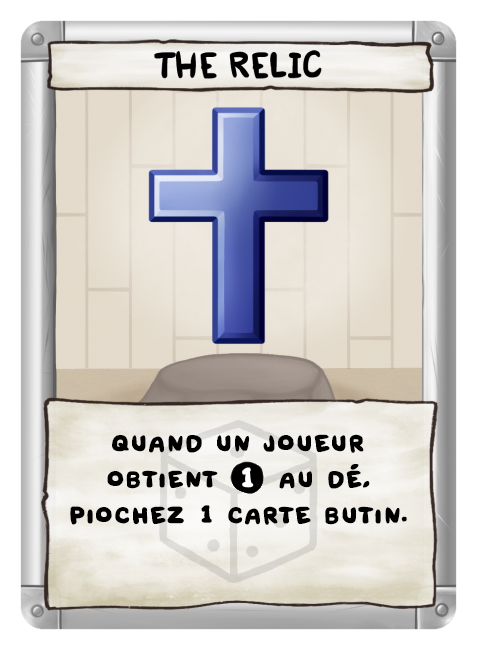 THE RELIC
QUAND UN JOUEUR
OBTIENT 1 AU DÉ,
PIOCHEZ 1 CARTE BUTIN.